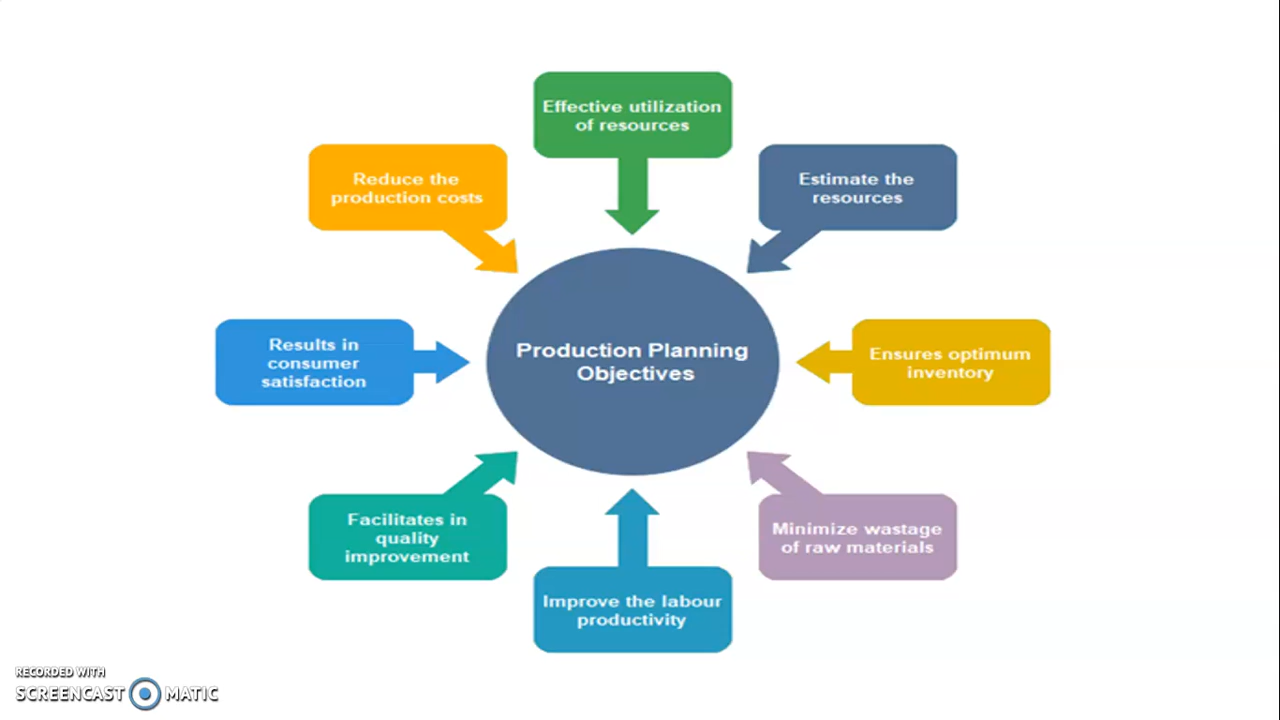 Effective utilization
of resources
Reduce the
production costs
Estimate the
resources
Production Planning
Objectives
Results in
consumer
satisfaction
Ensures optimum
inventory
Facilitates in
quality
improvement
Minimize wastage
of raw materials
Improve the labour
productivity
RECORDED WITH
SCREENCAST MATIC